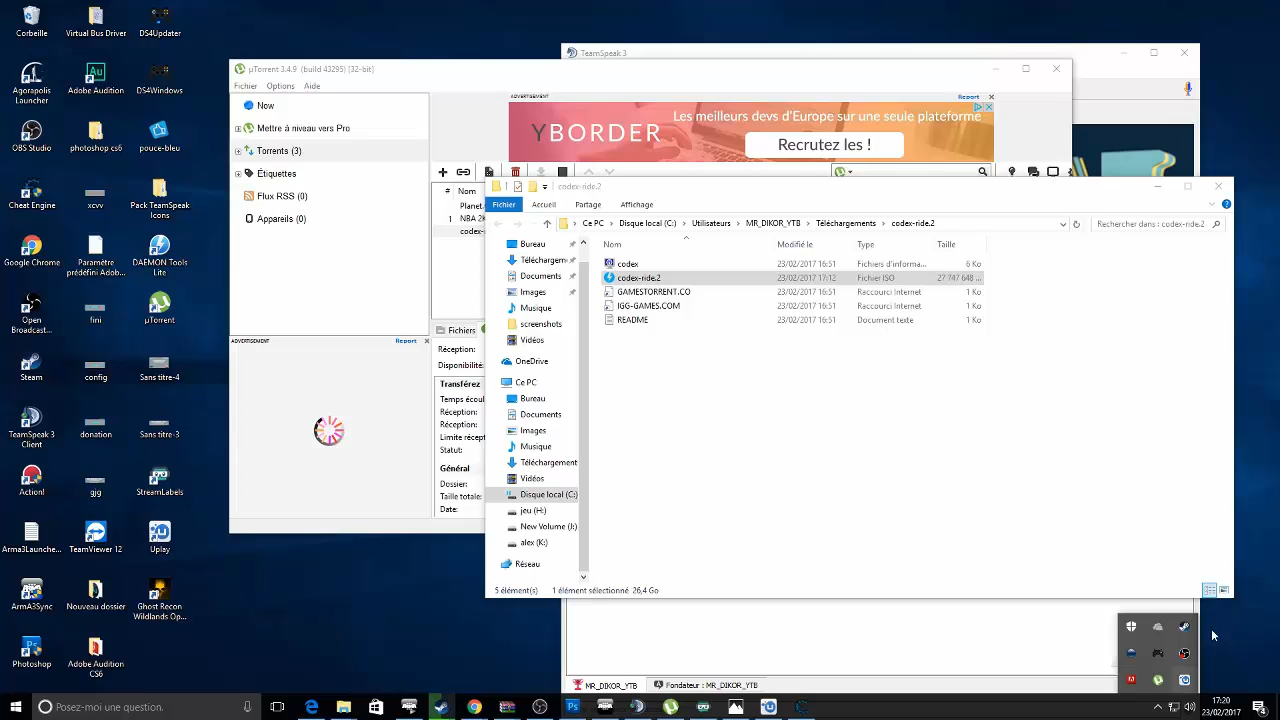 Corbeille
Virtual Bus Driver
DS4Updater
Agorapolis
Launcher
Adobe Audition
DS4Windows
OBS Studio
photoshop cs6
pouce-bleu
Cheat Engine
xcvv
Pack TeamSpeak
Google Chrome
Paramètre
prédéfini Adob...
DAEMON Tools
Lite
Open
Broadcast...
fini
µTorrent
Steam
config
Sans titre-4
TeamSpeak 3
Client
donation
Sans titre-3
Action!
gjg
StreamLabels
Arma3Launche...
TeamViewer 12
Uplay
ArmA3Sync
Nouveau dossier
Ghost Recon
Wildlands Op...
Photoshop
Adobe Audition
CS6
TeamSpeak 3
µTorrent 3.4.9 (build 43295) [32-bit]
Fichier Options Aide
Now
Mettre à niveau vers Pro
Torrents (3)
Étiquettes
Flux RSS (0)
Appareils (0)
ADVERTISEMENT Report
ADVERTISEMENT Report
YBORDER
Les meilleurs devs d'Europe sur une seule plateforme
Recrutez les !
# Nom
Planet.
1 NBA 2K
codex-
Fichiers
Réception:
Disponibilité:
Transférez
Temps écoul
Réception:
Réception:
Limite récept
Statut:
Général
Dossier:
Taille totale:
Date:
codex-ride.2
Fichier Accueil Partage Affichage
Ce PC Disque local (C:) Utilisateurs MR_DIKOR_YTB Téléchargements codex-ride.2
Rechercher dans : codex-ride.2
Nom Modifié le Type Taille
codex 23/02/2017 16:51 Fichiers d'informa... 6 Ko
codex-ride.2 23/02/2017 17:12 Fichier ISO 27 747 648 ...
GAMESTORRENT.CO 23/02/2017 16:51 Raccourci Internet 1 Ko
IGG-GAMES.COM 23/02/2017 16:51 Raccourci Internet 1 Ko
README 23/02/2017 16:51 Document texte 1 Ko
Bureau
Téléchargem
Documents
Images
Musique
screenshots
Vidéos
OneDrive
Ce PC
Bureau
Documents
Images
Musique
Téléchargement
Vidéos
Disque local (C:)
jeu (H:)
New Volume (J:)
alex (K:)
Réseau
5 élément(s) 1 élément sélectionné 26,4 Go
MR_DIKOR_YTB
Fondateur : MR_DIKOR_YTB
Posez-moi une question.
17:20
23/02/2017